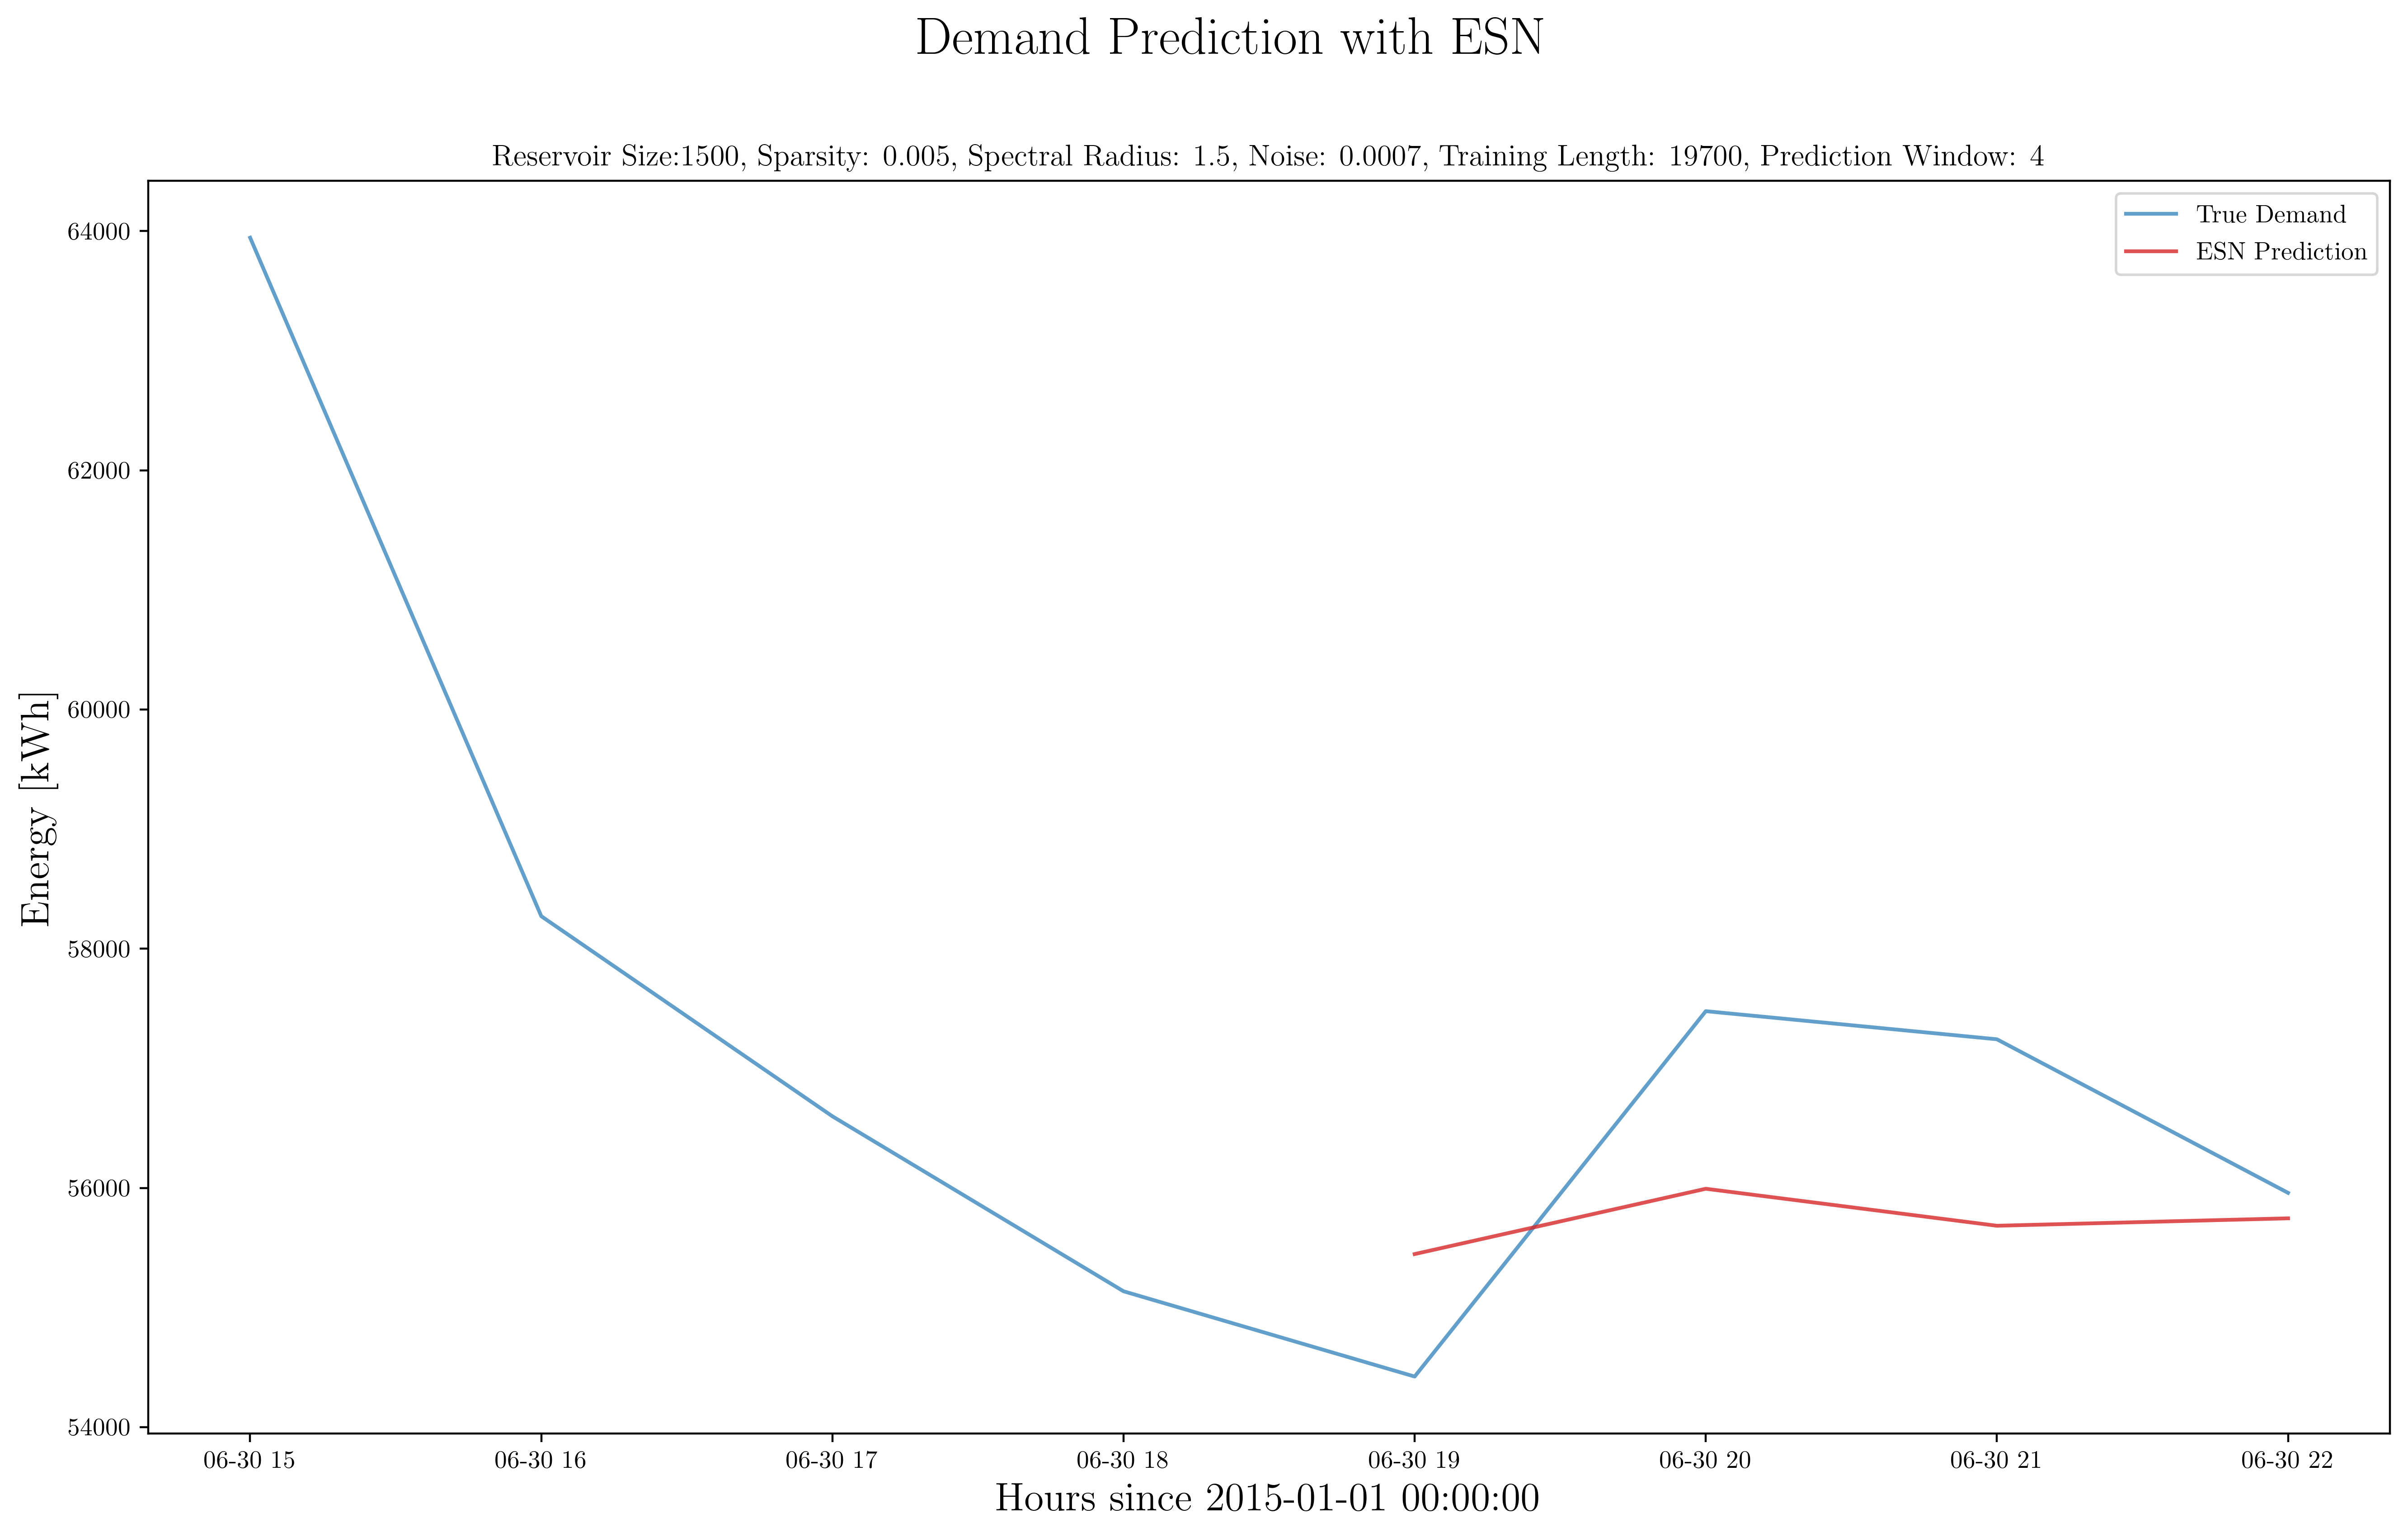 Demand Prediction with ESN
Reservoir Size:1500, Sparsity: 0.005, Spectral Radius: 1.5, Noise: 0.0007, Training Length: 19700, Prediction Window: 4
True Demand
ESN Prediction
Energy [kWh]
64000
62000
60000
58000
56000
54000
06-30 15 06-30 16 06-30 17 06-30 18 06-30 19 06-30 20 06-30 21 06-30 22
Hours since 2015-01-01 00:00:00